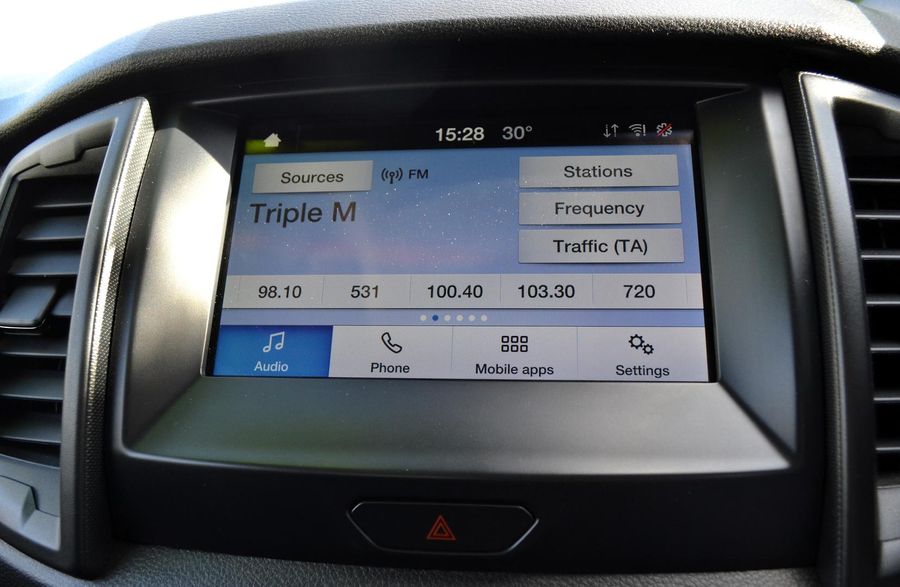 15:28 30°
Sources FM Stations
Triple M Frequency
Traffic (TA)
98.10 531 100.40 103.30 720
Audio Phone Mobile apps Settings